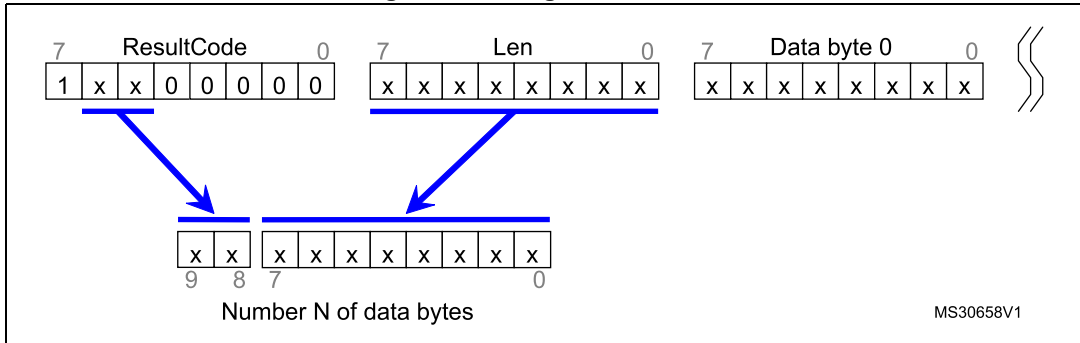 7 ResultCode 0 7 Len 0 7 Data byte 0 0
1 x x 0 0 0 0 0 x x x x x x x x x x x x x x x x
x x x x x x x x x x
9 8 7 0
Number N of data bytes
MS30658V1